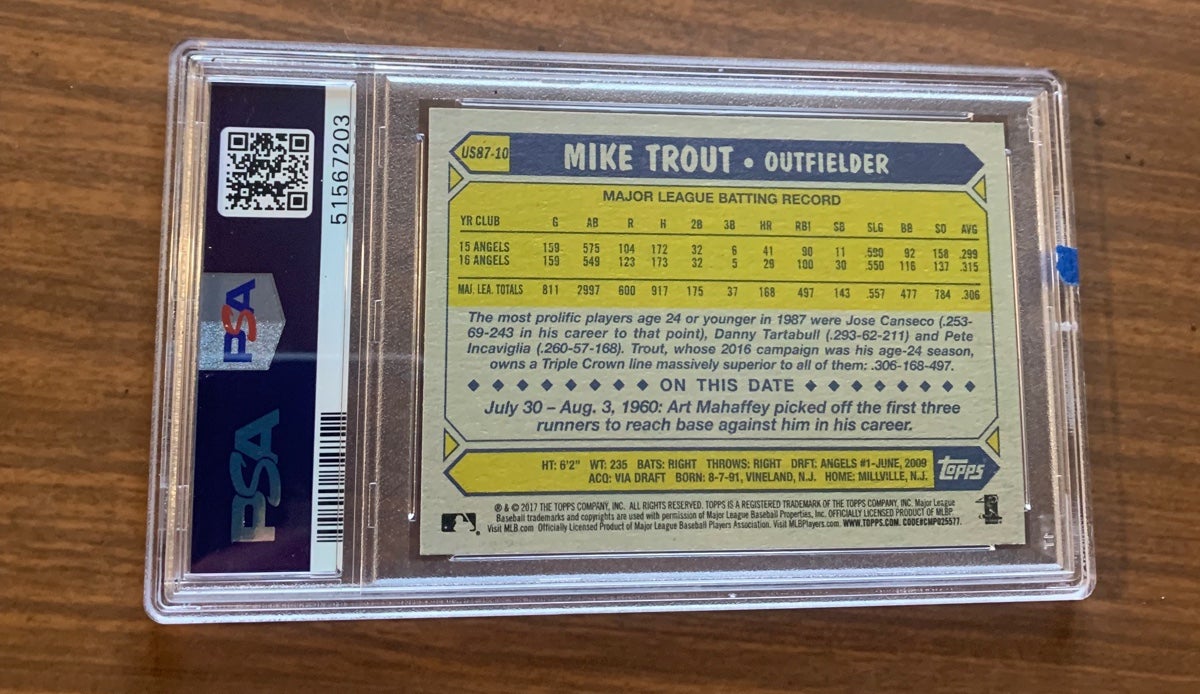 51567203
PSA
PSA
US87-10
MIKE TROUT • OUTFIELDER
MAJOR LEAGUE BATTING RECORD
YR CLUB G AB R H 2B 3B HR RBI SB SLG BB SO AVG
15 ANGELS 159 575 104 172 32 6 41 90 11 .590 92 158 .299
16 ANGELS 159 549 123 173 32 5 29 100 30 .550 116 137 .315
MAJ. LEA. TOTALS 811 2997 600 917 175 37 168 497 143 .557 477 784 .306
The most prolific players age 24 or younger in 1987 were Jose Canseco (.253-
69-243 in his career to that point), Danny Tartabull (.293-62-211) and Pete
Incaviglia (.260-57-168). Trout, whose 2016 campaign was his age-24 season,
owns a Triple Crown line massively superior to all of them: .306-168-497.
ON THIS DATE
July 30 – Aug. 3, 1960: Art Mahaffey picked off the first three
runners to reach base against him in his career.
HT: 6'2" WT: 235 BATS: RIGHT THROWS: RIGHT DRFT: ANGELS #1-JUNE, 2009
ACQ: VIA DRAFT BORN: 8-7-91, VINELAND, N.J. HOME: MILLVILLE, N.J.
topps
® & © 2017 THE TOPPS COMPANY, INC. ALL RIGHTS RESERVED. TOPPS IS A REGISTERED TRADEMARK OF THE TOPPS COMPANY, INC. Major League
Baseball trademarks and copyrights are used with permission of Major League Baseball Properties, Inc. OFFICIALLY LICENSED PRODUCT OF MLBP.
Visit MLB.com Officially Licensed Product of Major League Baseball Players Association. Visit MLBPlayers.com. WWW.TOPPS.COM. CODE#CMP025577.